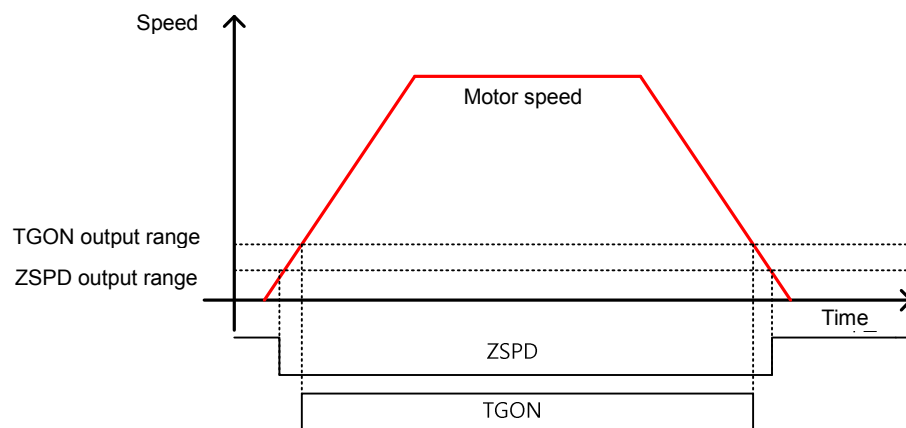 Speed
Motor speed
TGON output range
ZSPD output range
Time
ZSPD
TGON